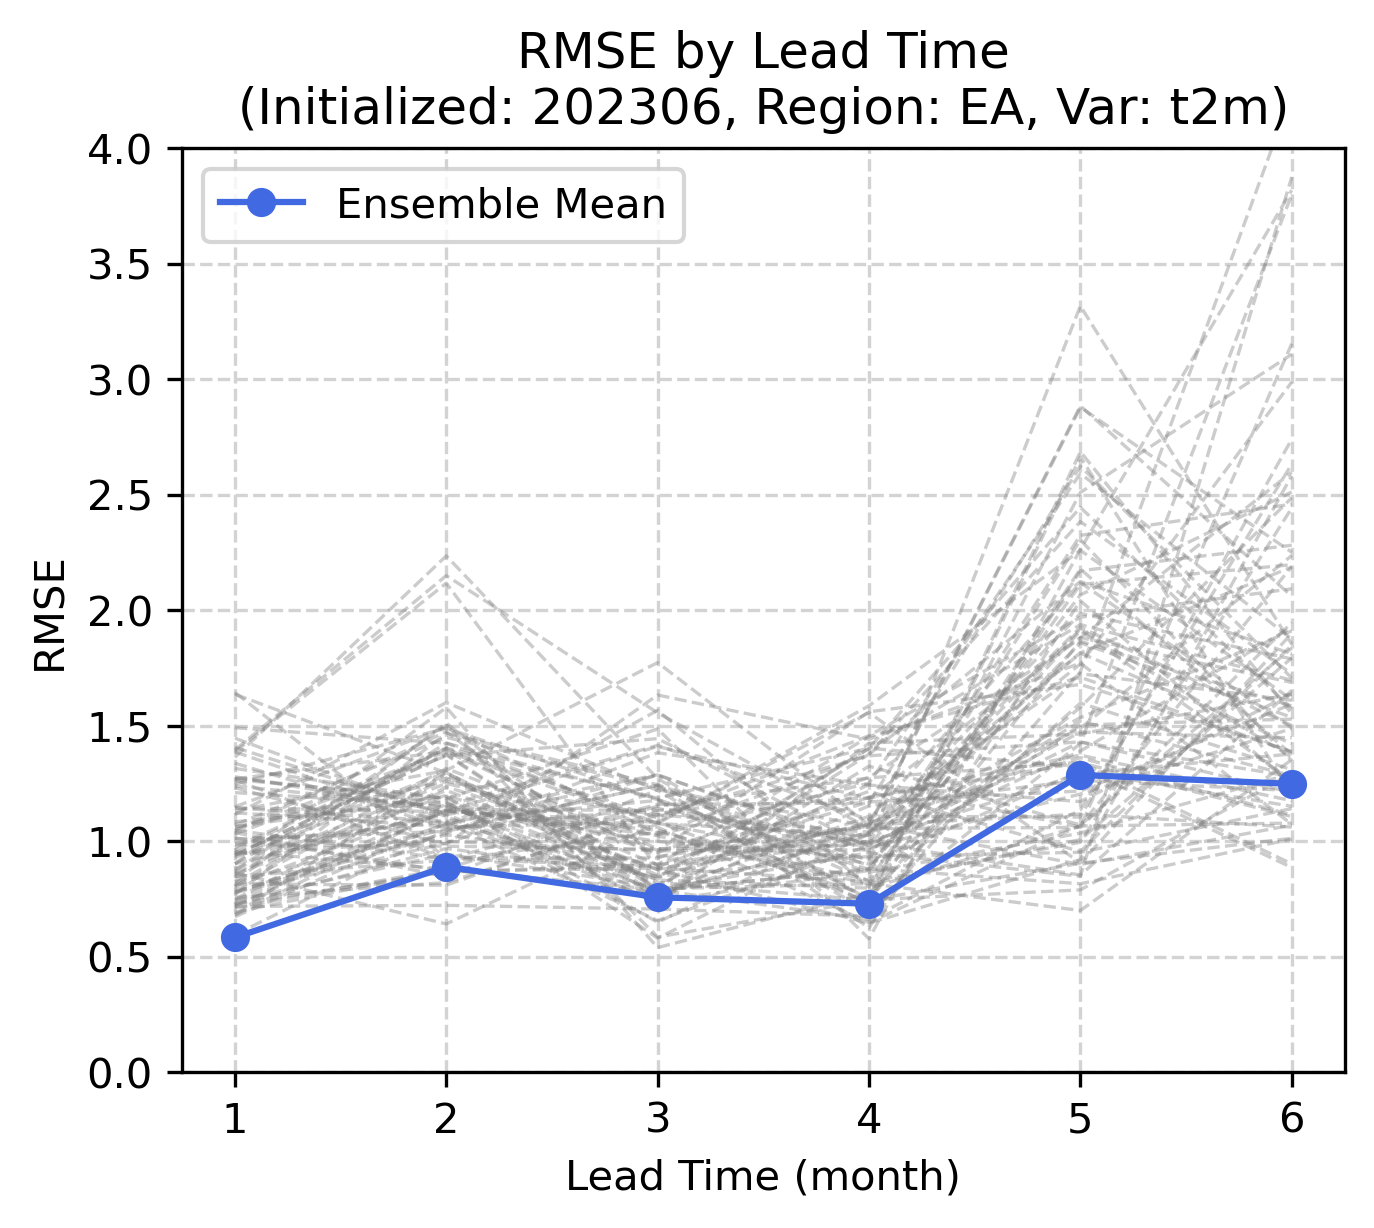 RMSE by Lead Time
(Initialized: 202306, Region: EA, Var: t2m)
Ensemble Mean
RMSE
4.0
3.5
3.0
2.5
2.0
1.5
1.0
0.5
0.0
1 2 3 4 5 6
Lead Time (month)